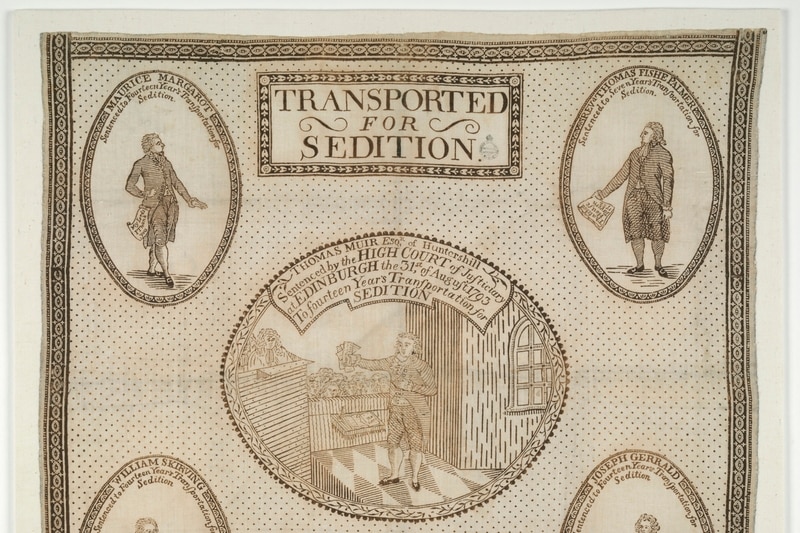 TRANSPORTED
FOR
SEDITION.
MAURICE MARGAROT
Sentenced to Fourteen Years Transportation for
Sedition.
REVd. THOMAS FISHE PALMER
Sentenced to Seven Years Transportation for
Sedition.
THOMAS MUIR Esqr. of Huntershill
Sentenced by the HIGH COURT of Justiciary
at EDINBURGH the 31st of August 1793
To fourteen Years Transportation for
SEDITION
WILLIAM SKIRVING
Sentenced to Fourteen Years Transportation for
Sedition
JOSEPH GERRALD
Sentenced to Fourteen Years Transportation for
Sedition